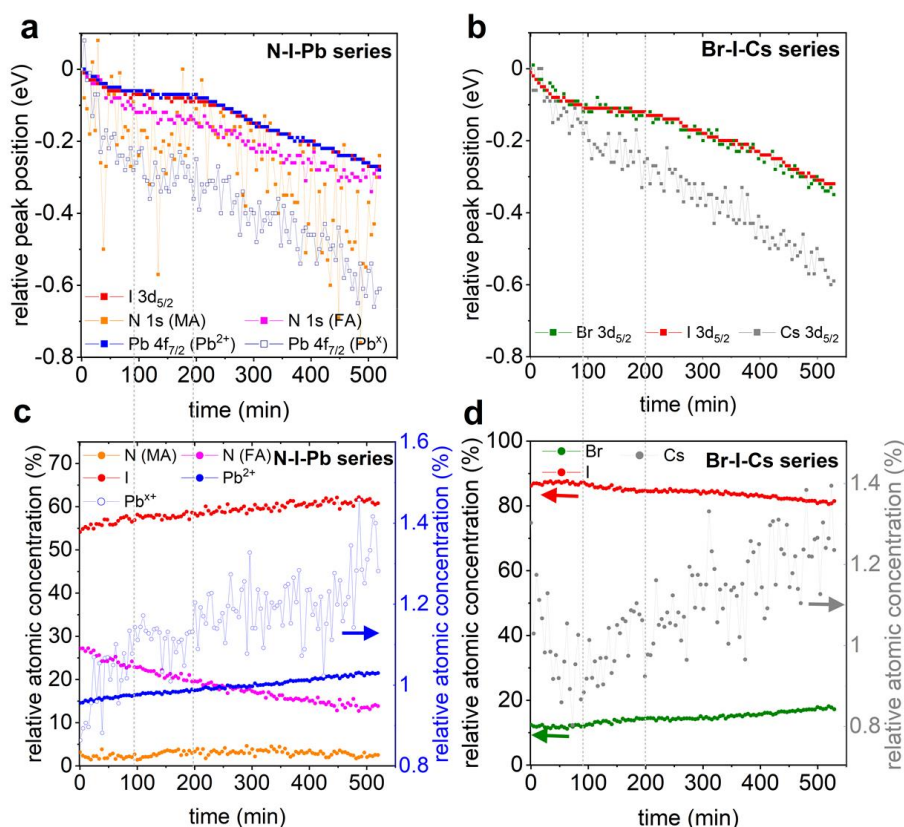 a
N-I-Pb series
relative peak position (eV)
0
-0.2
-0.4
-0.6
-0.8
I 3d5/2
N 1s (MA)
N 1s (FA)
Pb 4f7/2 (Pb2+)
Pb 4f7/2 (Pbx)
0 100 200 300 400 500
time (min)
b
Br-I-Cs series
relative peak position (eV)
0
-0.2
-0.4
-0.6
-0.8
Br 3d5/2
I 3d5/2
Cs 3d5/2
0 100 200 300 400 500
time (min)
c
N (MA)
N (FA)
N-I-Pb series
I
Pb2+
Pbx+
relative atomic concentration (%)
70
60
50
40
30
20
10
0
1.6
1.4
1.2
1
0.8
relative atomic concentration (%)
0 100 200 300 400 500
time (min)
d
Br
Cs
Br-I-Cs series
I
relative atomic concentration (%)
100
80
60
40
20
0
1.4
1.2
1
0.8
relative atomic concentration (%)
0 100 200 300 400 500
time (min)